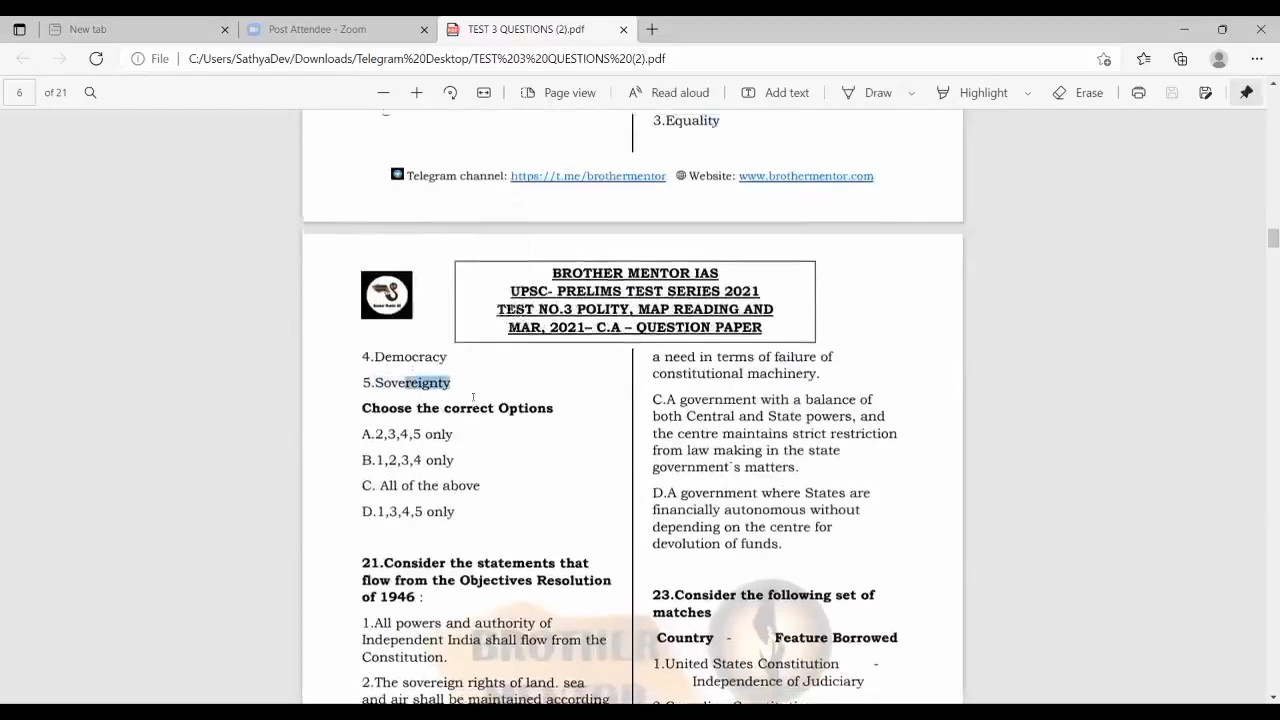 New tab
Post Attendee - Zoom
TEST 3 QUESTIONS (2).pdf
File
C:/Users/SathyaDev/Downloads/Telegram%20Desktop/TEST%203%20QUESTIONS%20(2).pdf
6 of 21
Page view
Read aloud
Add text
Draw
Highlight
Erase
3.Equality
Telegram channel: https://t.me/brothermentor Website: www.brothermentor.com
BROTHER MENTOR IAS
UPSC- PRELIMS TEST SERIES 2021
TEST NO.3 POLITY, MAP READING AND
MAR, 2021– C.A – QUESTION PAPER
4.Democracy
5.Sovereignty
Choose the correct Options
A.2,3,4,5 only
B.1,2,3,4 only
C. All of the above
D.1,3,4,5 only
21.Consider the statements that
flow from the Objectives Resolution
of 1946 :
1.All powers and authority of
Independent India shall flow from the
Constitution.
2.The sovereign rights of land. sea
and air shall be maintained according
a need in terms of failure of
constitutional machinery.
C.A government with a balance of
both Central and State powers, and
the centre maintains strict restriction
from law making in the state
government`s matters.
D.A government where States are
financially autonomous without
depending on the centre for
devolution of funds.
23.Consider the following set of
matches
Country - Feature Borrowed
1.United States Constitution -
Independence of Judiciary
BROTHER
MENTOR